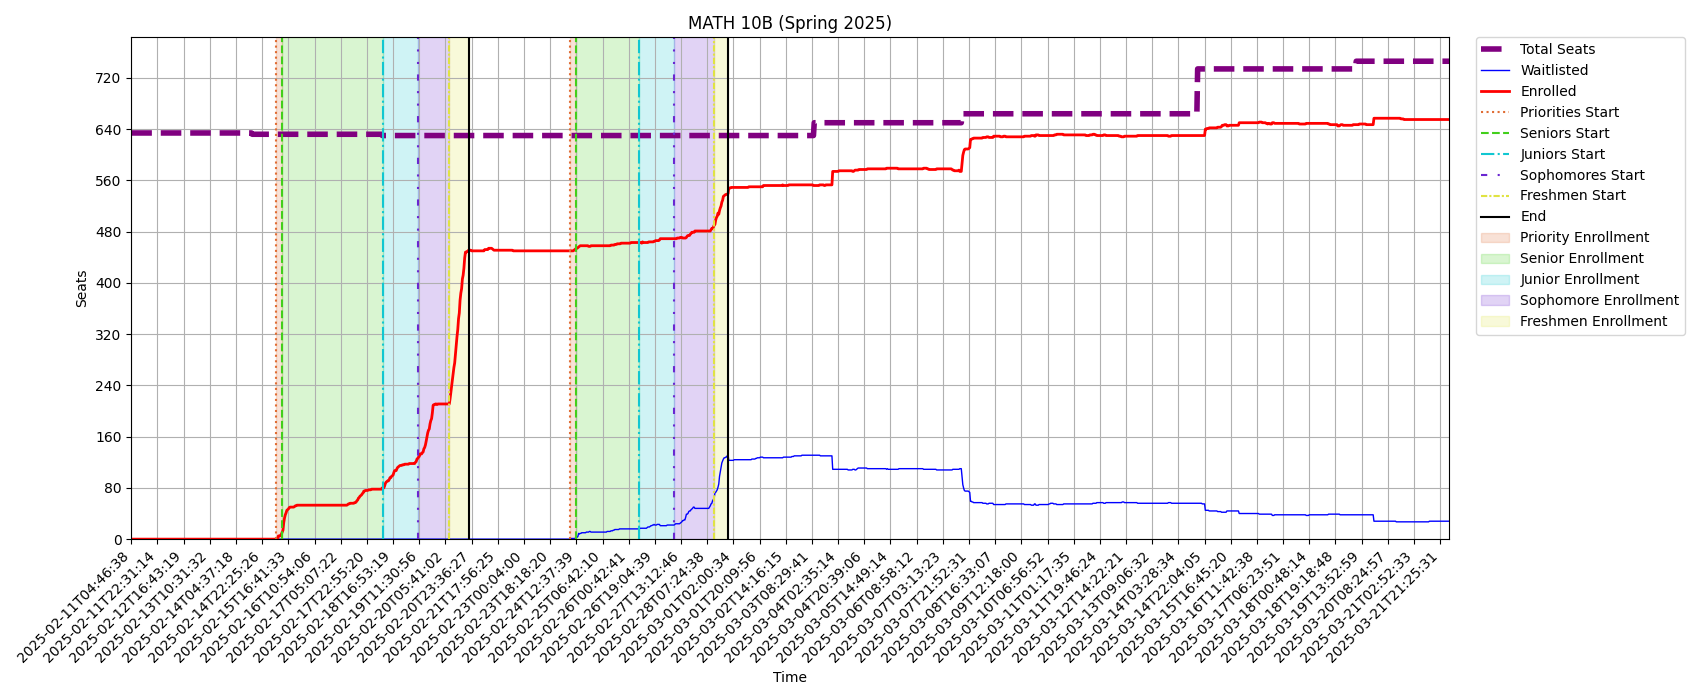 MATH 10B (Spring 2025)
Seats
720
640
560
480
400
320
240
160
80
0
2025-02-11T04:46:38
2025-02-11T22:31:14
2025-02-12T16:43:19
2025-02-13T10:31:32
2025-02-14T04:37:18
2025-02-14T22:25:26
2025-02-15T16:41:33
2025-02-16T10:54:06
2025-02-17T05:07:22
2025-02-17T22:55:20
2025-02-18T16:53:19
2025-02-19T11:30:56
2025-02-20T05:41:02
2025-02-20T23:36:27
2025-02-21T17:56:25
2025-02-23T00:04:00
2025-02-23T18:18:20
2025-02-24T12:37:39
2025-02-25T06:42:10
2025-02-26T00:42:41
2025-02-26T19:04:39
2025-02-27T13:12:46
2025-02-28T07:24:38
2025-03-01T02:00:34
2025-03-01T20:09:56
2025-03-02T14:16:15
2025-03-03T08:29:41
2025-03-04T02:35:14
2025-03-04T20:39:06
2025-03-05T14:49:14
2025-03-06T08:58:12
2025-03-07T03:13:23
2025-03-07T21:52:31
2025-03-08T16:33:07
2025-03-09T12:18:00
2025-03-10T06:56:52
2025-03-11T01:17:35
2025-03-11T19:46:24
2025-03-12T14:22:21
2025-03-13T09:06:32
2025-03-14T03:28:34
2025-03-14T22:04:05
2025-03-15T16:45:20
2025-03-16T11:42:38
2025-03-17T06:23:51
2025-03-18T00:48:14
2025-03-18T19:18:48
2025-03-19T13:52:59
2025-03-20T08:24:57
2025-03-21T02:52:33
2025-03-21T21:25:31
Time
Total Seats
Waitlisted
Enrolled
Priorities Start
Seniors Start
Juniors Start
Sophomores Start
Freshmen Start
End
Priority Enrollment
Senior Enrollment
Junior Enrollment
Sophomore Enrollment
Freshmen Enrollment